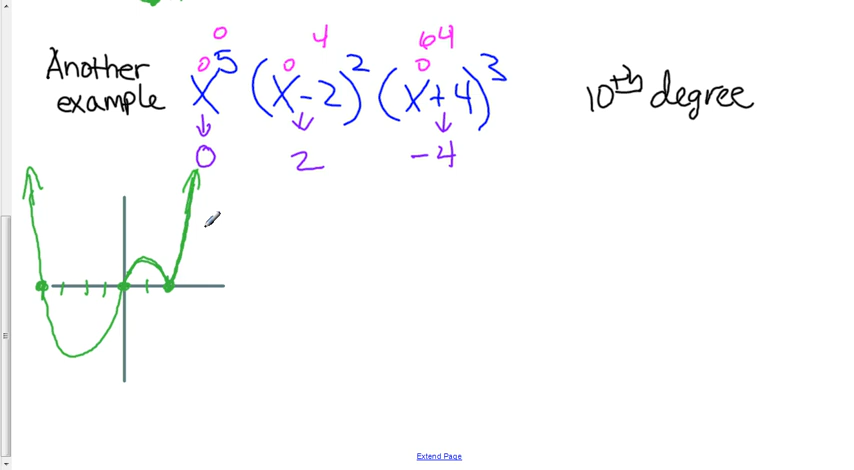 0 4 64
0 0 0
Another example x⁵ (x-2)² (x+4)³ 10th degree
0 2 -4
Extend Page